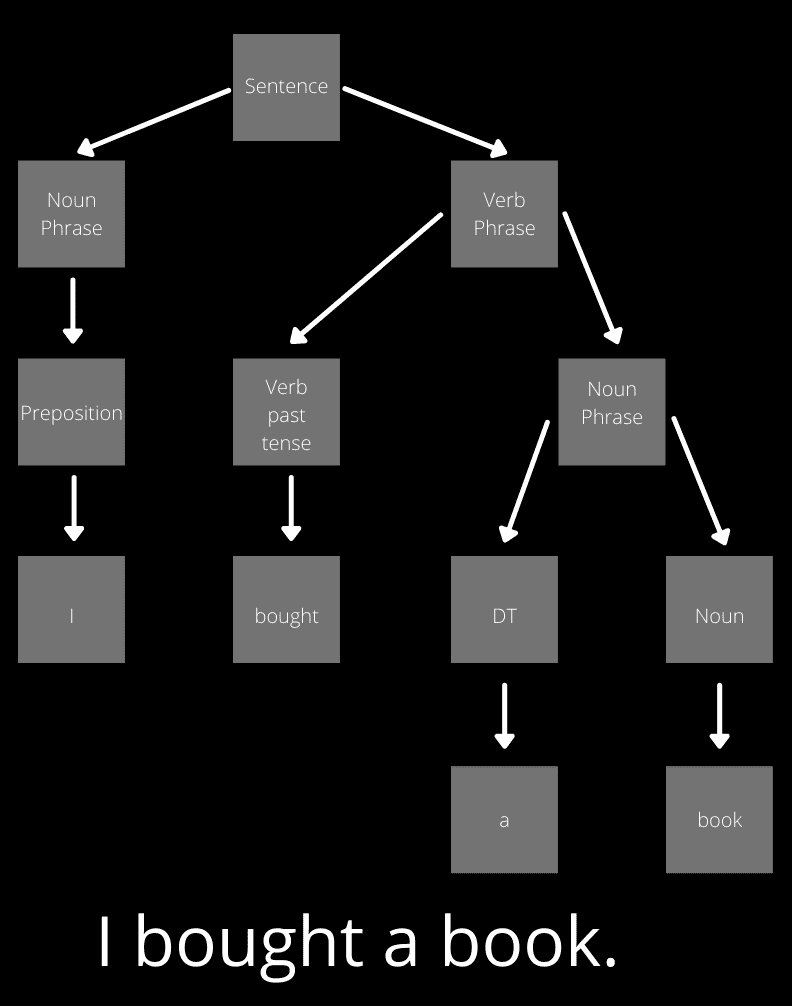 Sentence
Noun
Phrase
Verb
Phrase
Preposition
Verb
past
tense
Noun
Phrase
I
bought
DT
Noun
a
book
I bought a book.